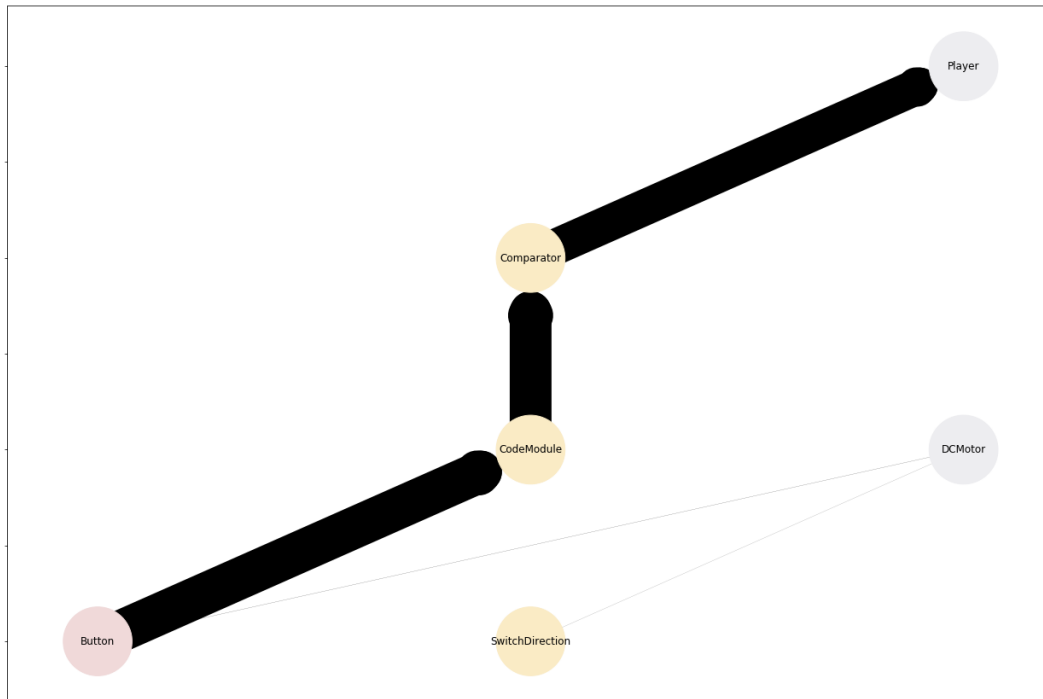 Player
Comparator
CodeModule
DCMotor
Button
SwitchDirection